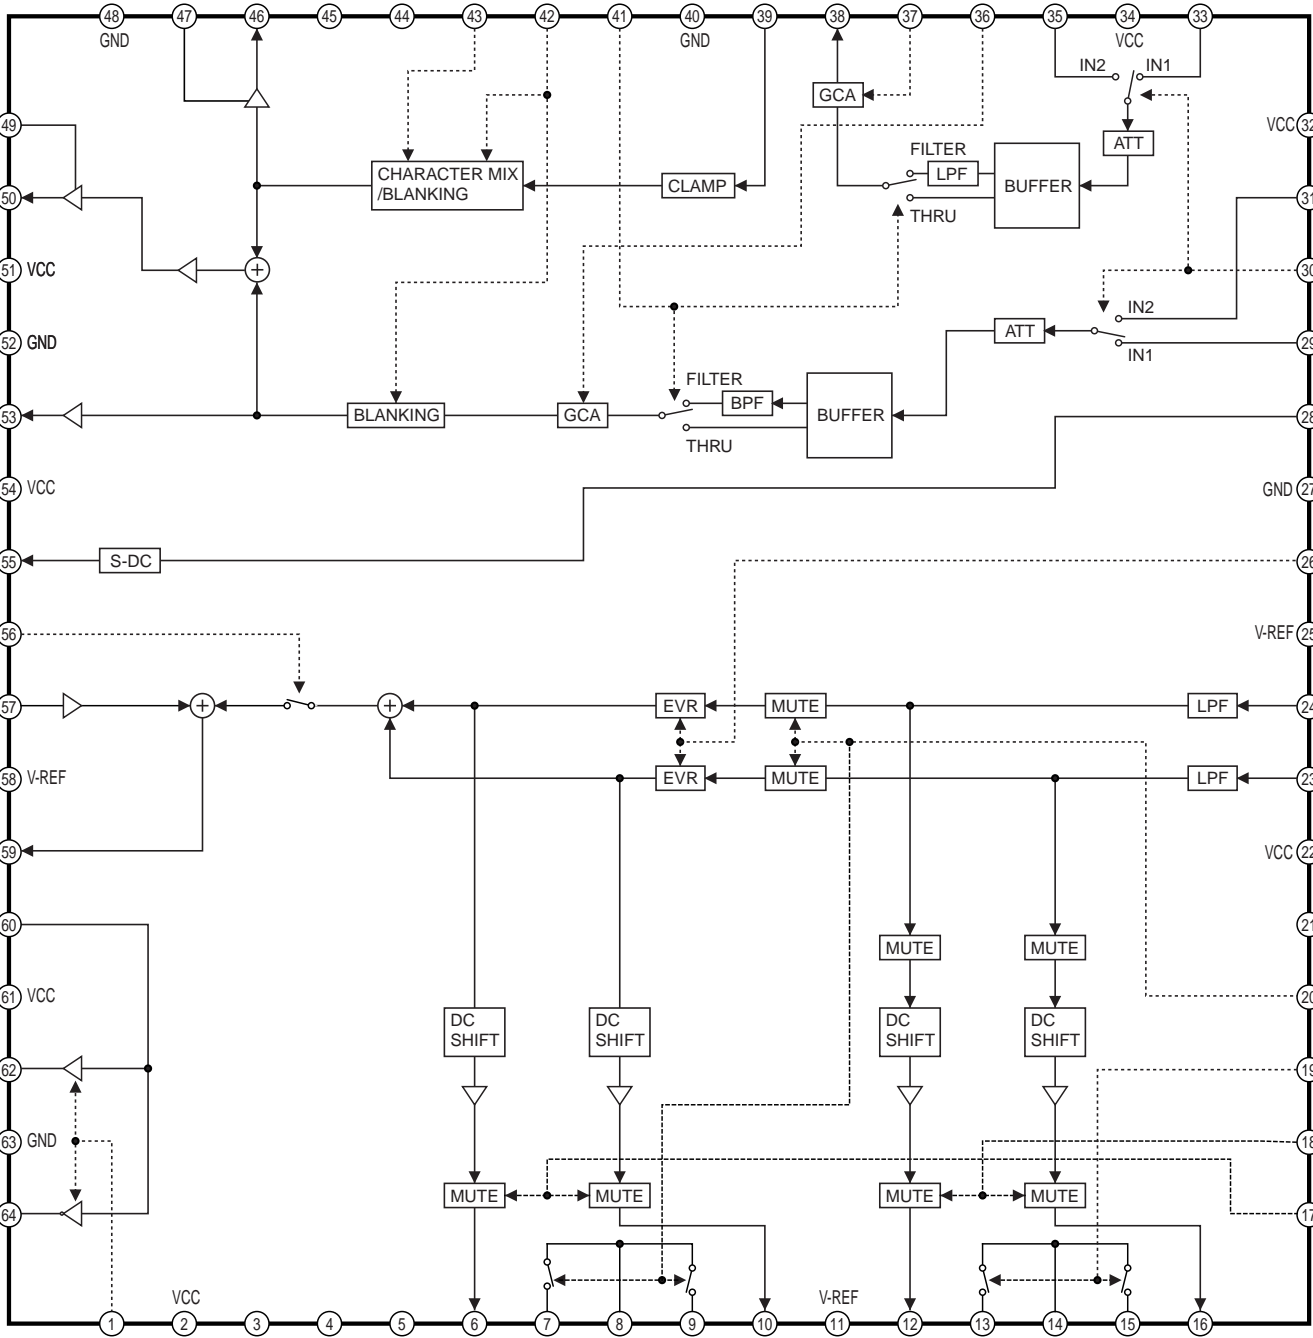 48 47 46 45 44 43 42 41 40 39 38 37 36 35 34 33
GND GND VCC
IN2 IN1
GCA
49 VCC 32
ATT
FILTER
CHARACTER MIX
/BLANKING
CLAMP
LPF
BUFFER
50 31
THRU
51 VCC 30
IN2
ATT
52 GND 29
IN1
FILTER
BPF
53 BLANKING GCA BUFFER 28
THRU
54 VCC GND 27
55 S-DC 26
56 V-REF 25
57 + + EVR MUTE LPF 24
58 V-REF EVR MUTE LPF 23
59 VCC 22
60 21
MUTE MUTE
61 VCC 20
DC
SHIFT
DC
SHIFT
DC
SHIFT
DC
SHIFT
62 19
63 GND 18
MUTE MUTE MUTE MUTE
64 17
VCC V-REF
1 2 3 4 5 6 7 8 9 10 11 12 13 14 15 16
+